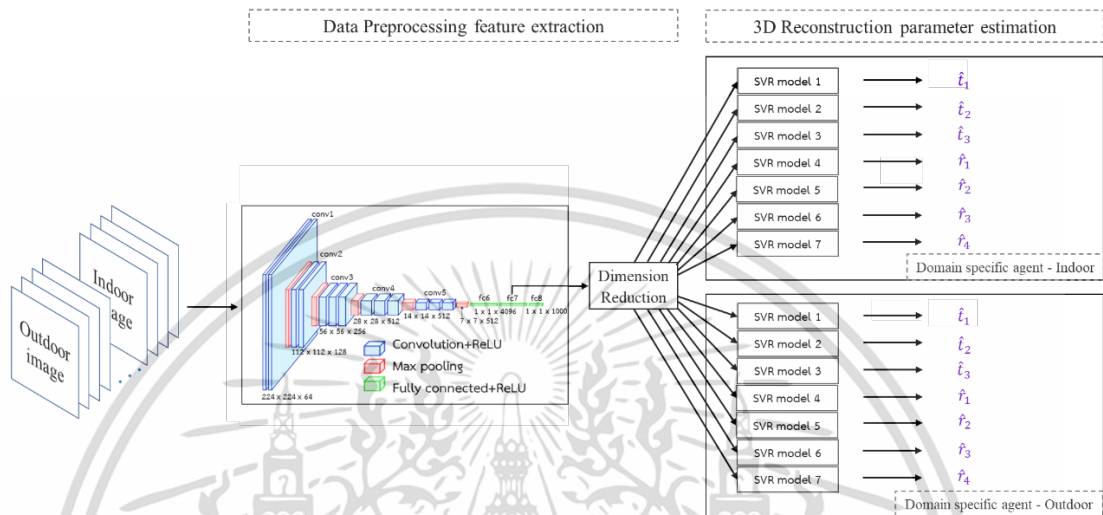 Data Preprocessing feature extraction
3D Reconstruction parameter estimation
Indoor
image
Outdoor
image
conv1
conv2
conv3
conv4
conv5
fc6
fc7
fc8
1 x 1 x 4096
1 x 1 x 1000
14 x 14 x 512
7 x 7 x 512
28 x 28 x 512
56 x 56 x 256
112 x 112 x 128
224 x 224 x 64
Convolution+ReLU
Max pooling
Fully connected+ReLU
Dimension
Reduction
SVR model 1 t̂₁
SVR model 2 t̂₂
SVR model 3 t̂₃
SVR model 4 r̂₁
SVR model 5 r̂₂
SVR model 6 r̂₃
SVR model 7 r̂₄
Domain specific agent - Indoor
SVR model 1 t̂₁
SVR model 2 t̂₂
SVR model 3 t̂₃
SVR model 4 r̂₁
SVR model 5 r̂₂
SVR model 6 r̂₃
SVR model 7 r̂₄
Domain specific agent - Outdoor